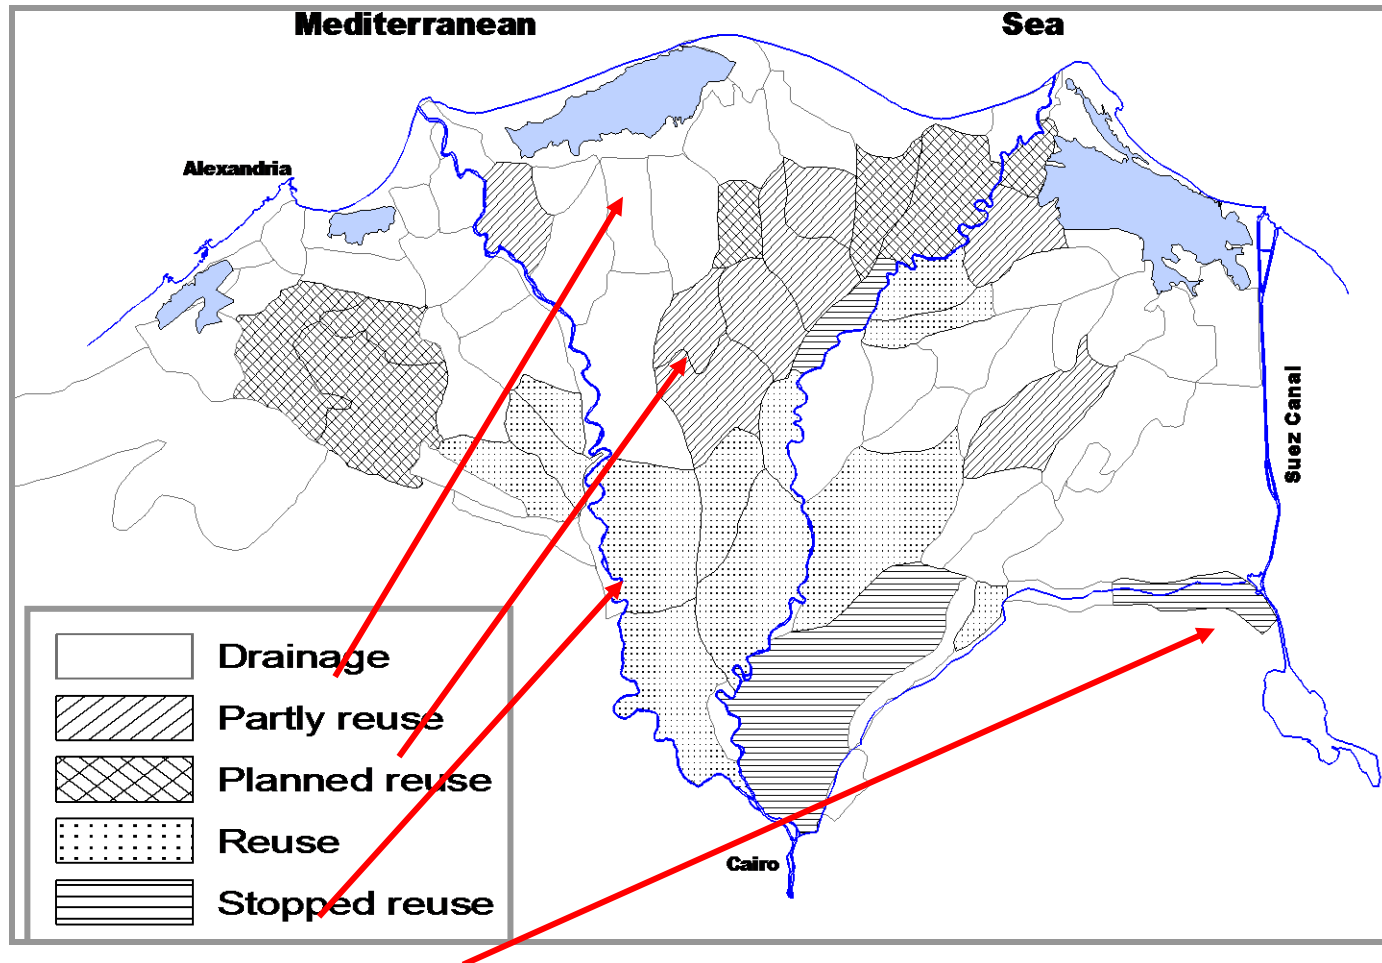 Mediterranean Sea
Alexandria
Suez Canal
Drainage
Partly reuse
Planned reuse
Reuse
Stopped reuse
Cairo